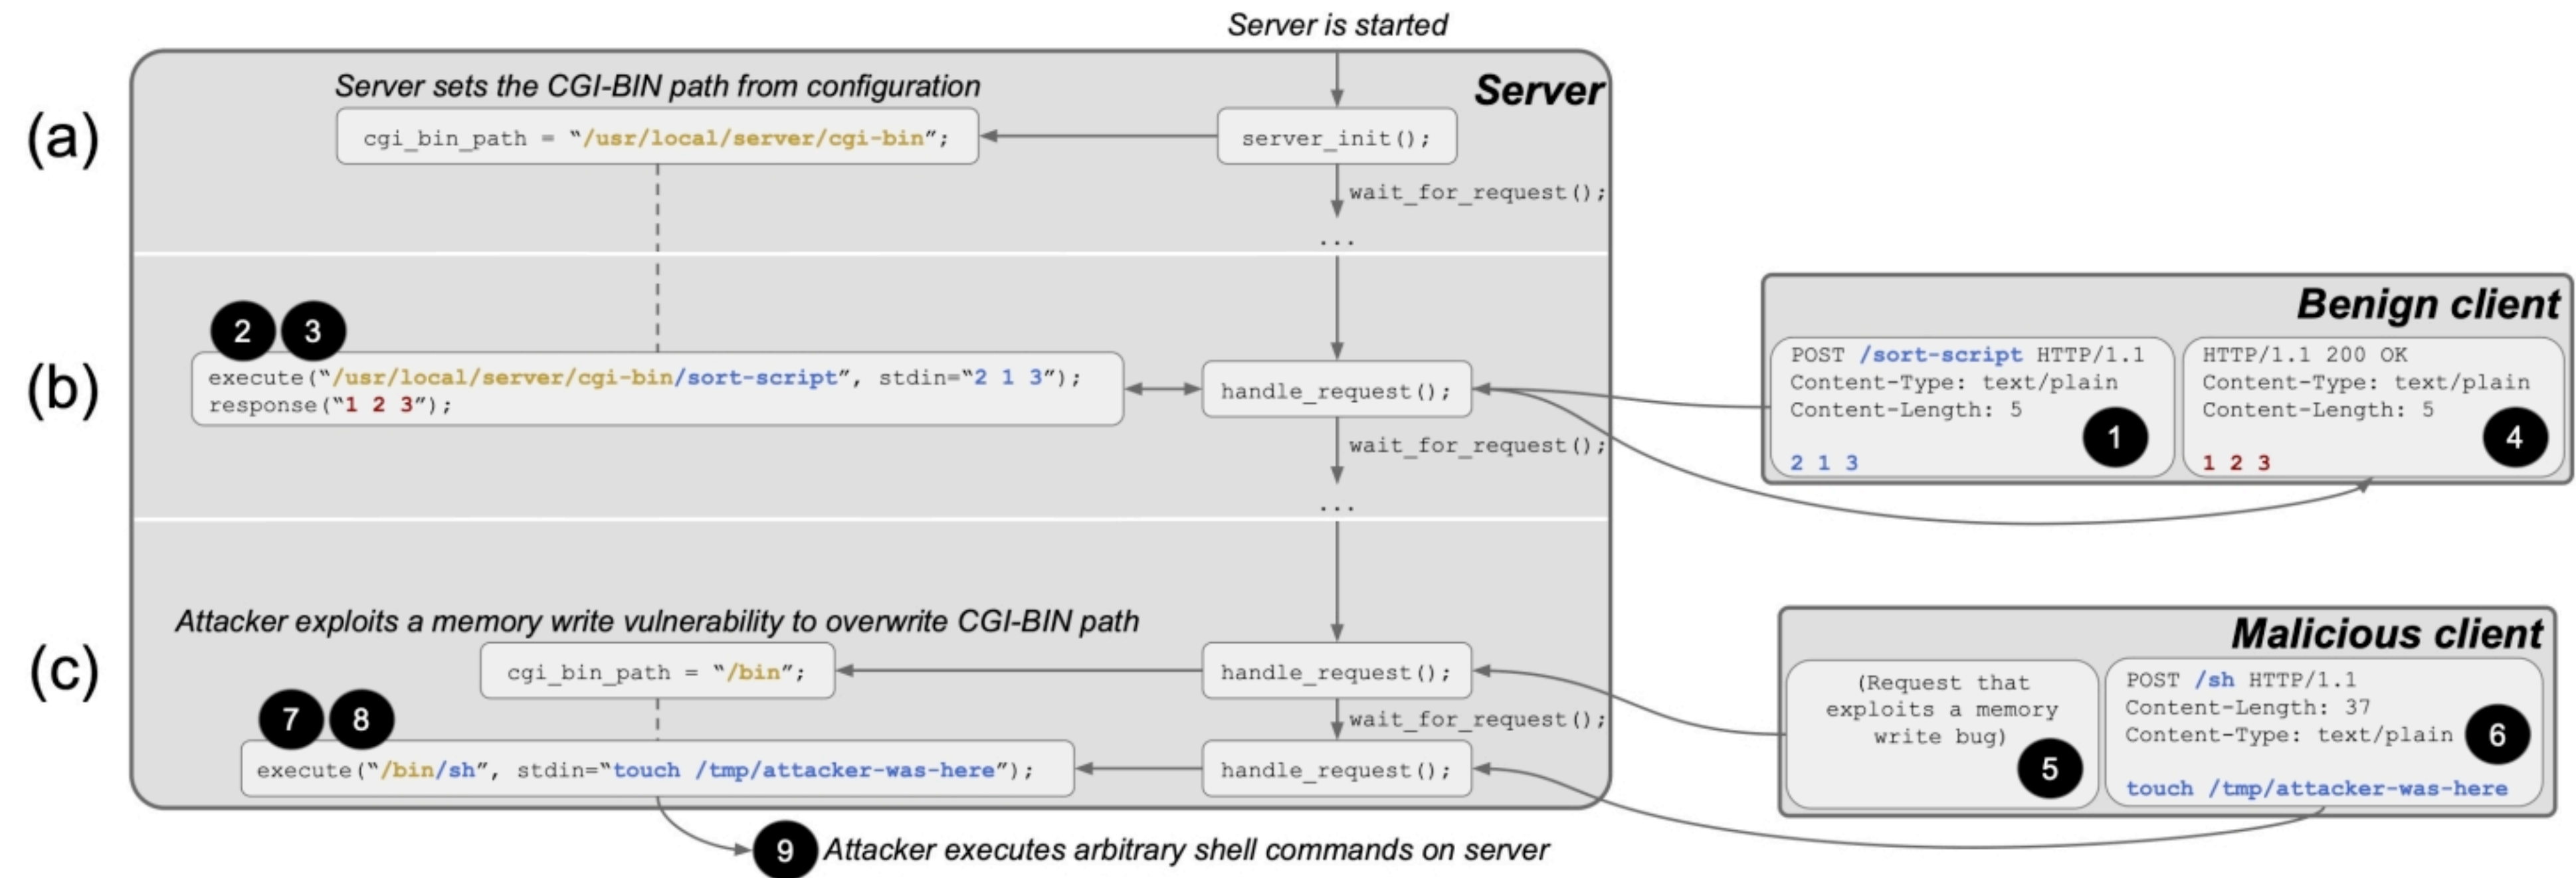 Server is started
(a)
Server sets the CGI-BIN path from configuration
Server
cgi_bin_path = “/usr/local/server/cgi-bin”;
server_init();
wait_for_request();
...
(b)
2 3
execute(“/usr/local/server/cgi-bin/sort-script”, stdin=“2 1 3”);
response(“1 2 3”);
handle_request();
wait_for_request();
...
Benign client
POST /sort-script HTTP/1.1
Content-Type: text/plain
Content-Length: 5
1
2 1 3
HTTP/1.1 200 OK
Content-Type: text/plain
Content-Length: 5
4
1 2 3
(c)
Attacker exploits a memory write vulnerability to overwrite CGI-BIN path
cgi_bin_path = “/bin”;
handle_request();
wait_for_request();
7 8
execute(“/bin/sh”, stdin=“touch /tmp/attacker-was-here”);
handle_request();
Malicious client
(Request that
exploits a memory
write bug)
5
POST /sh HTTP/1.1
Content-Length: 37
Content-Type: text/plain
6
touch /tmp/attacker-was-here
9 Attacker executes arbitrary shell commands on server